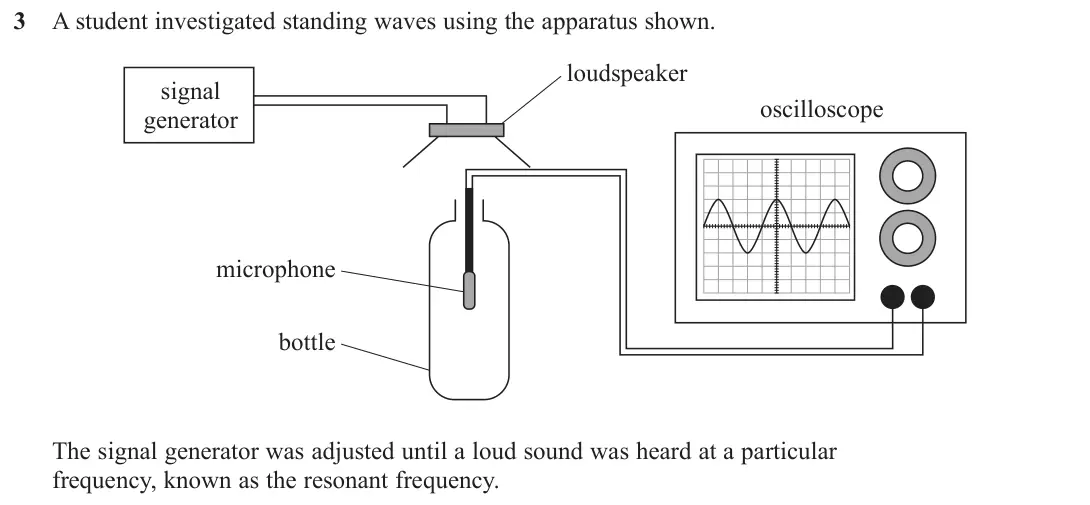 3 A student investigated standing waves using the apparatus shown.
loudspeaker
signal
generator
oscilloscope
microphone
bottle
The signal generator was adjusted until a loud sound was heard at a particular
frequency, known as the resonant frequency.